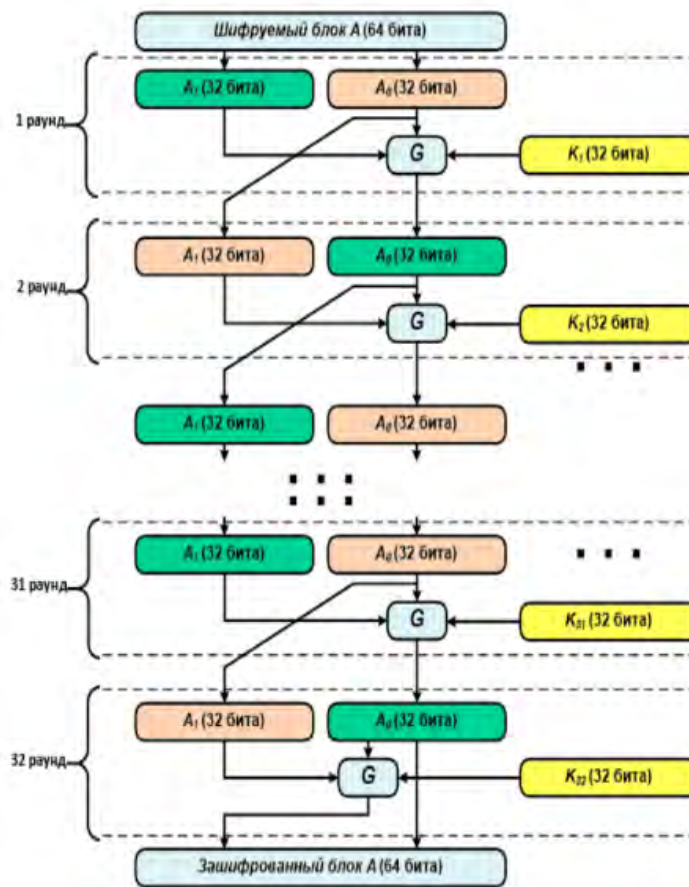 Шифруемый блок А (64 бита)
A₁ (32 бита) A₀ (32 бита)
1 раунд
G K₁ (32 бита)
A₁ (32 бита) A₀ (32 бита)
2 раунд
G K₂ (32 бита)
A₁ (32 бита) A₀ (32 бита)
A₁ (32 бита) A₀ (32 бита)
31 раунд
G K₃₁ (32 бита)
A₁ (32 бита) A₀ (32 бита)
32 раунд
G K₃₂ (32 бита)
Зашифрованный блок А (64 бита)